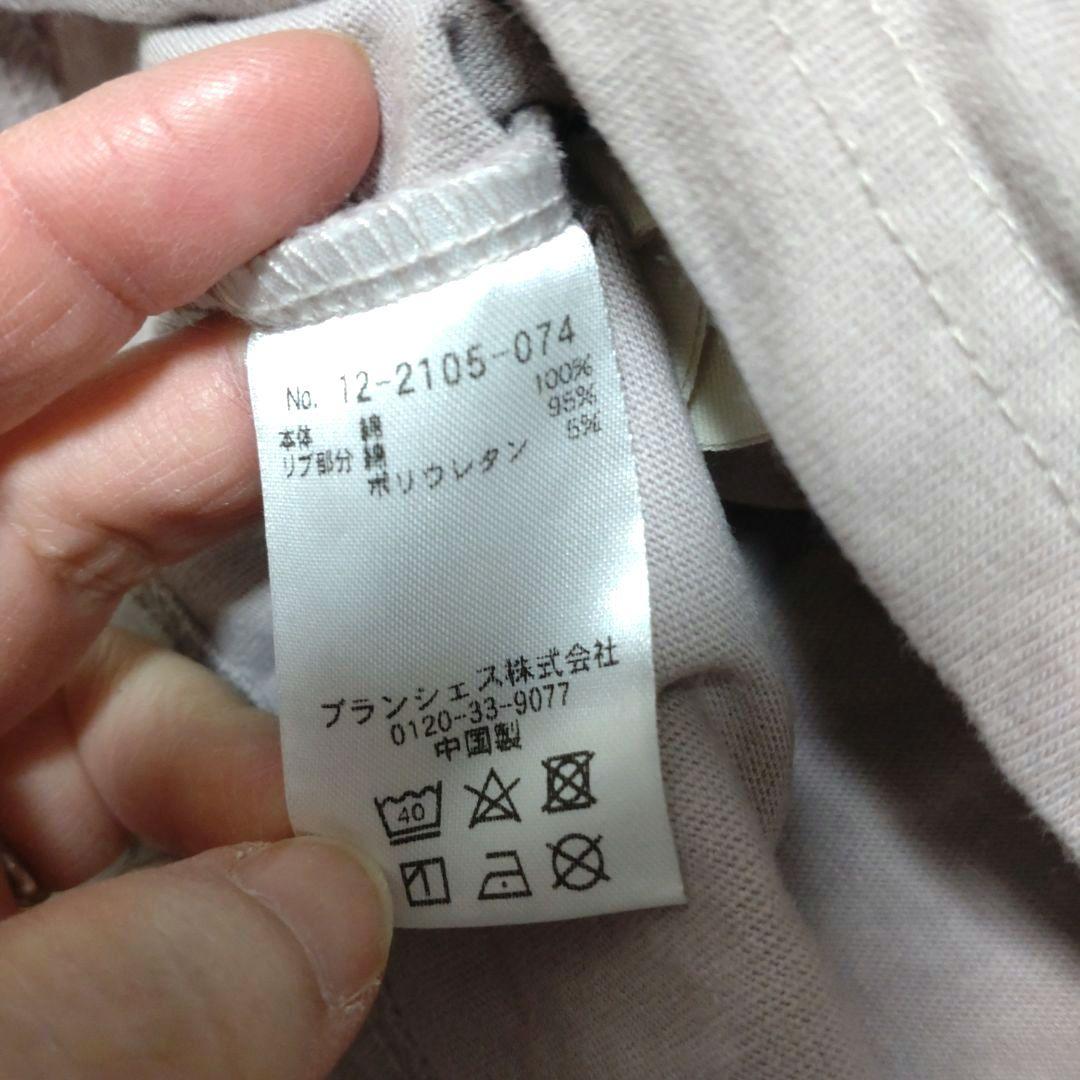 No. 12-2105-074
本体 綿 100%
リブ部分 綿 95%
ポリウレタン 5%
ブランシェス株式会社
0120-33-9077
中国製
40